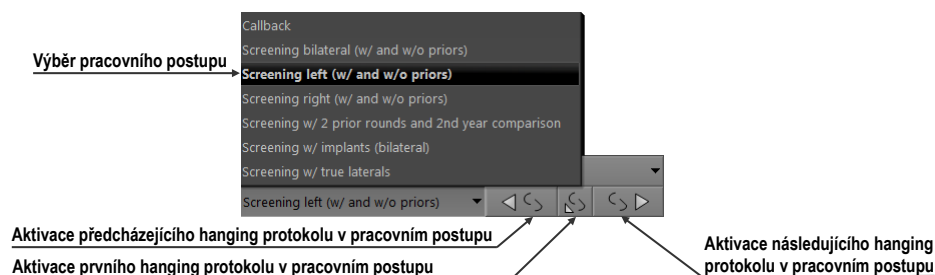 Callback
Screening bilateral (w/ and w/o priors)
Výběr pracovního postupu
Screening left (w/ and w/o priors)
Screening right (w/ and w/o priors)
Screening w/ 2 prior rounds and 2nd year comparison
Screening w/ implants (bilateral)
Screening w/ true laterals
Screening left (w/ and w/o priors)
Aktivace předcházejícího hanging protokolu v pracovním postupu
Aktivace prvního hanging protokolu v pracovním postupu
Aktivace následujícího hanging
protokolu v pracovním postupu